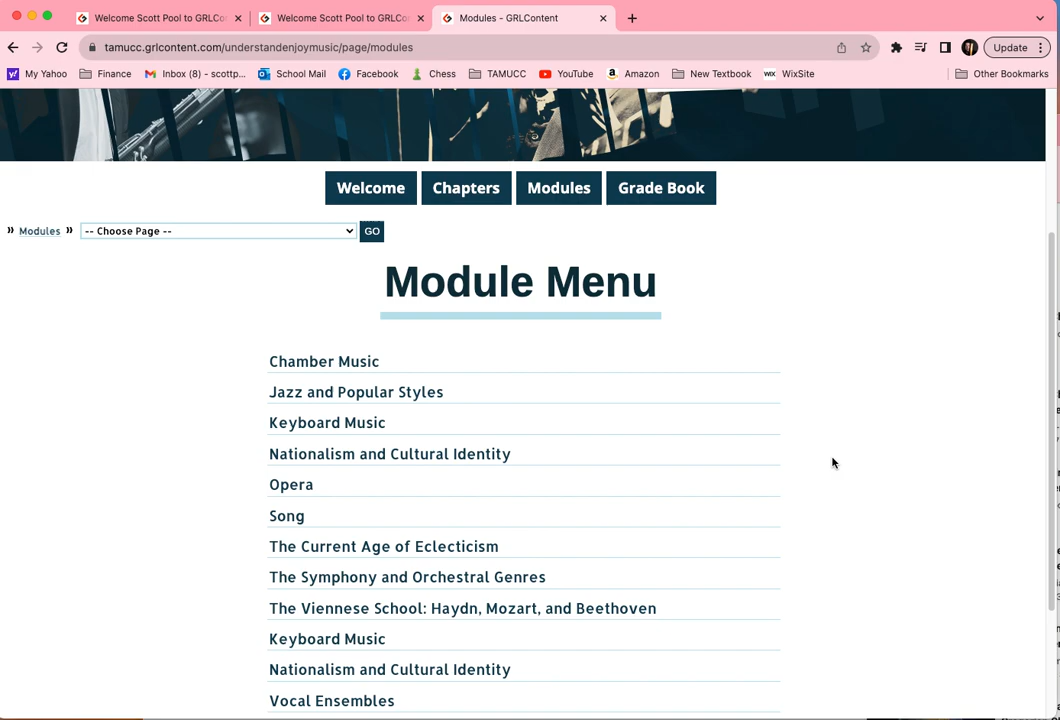 Welcome Scott Pool to GRLCo
Welcome Scott Pool to GRLCo
Modules - GRLContent
tamucc.grlcontent.com/understandenjoymusic/page/modules
Update
My Yahoo
Finance
Inbox (8) - scottp...
School Mail
Facebook
Chess
TAMUCC
YouTube
Amazon
New Textbook
WixSite
Other Bookmarks
Welcome
Chapters
Modules
Grade Book
» Modules » -- Choose Page -- GO
Module Menu
Chamber Music
Jazz and Popular Styles
Keyboard Music
Nationalism and Cultural Identity
Opera
Song
The Current Age of Eclecticism
The Symphony and Orchestral Genres
The Viennese School: Haydn, Mozart, and Beethoven
Keyboard Music
Nationalism and Cultural Identity
Vocal Ensembles